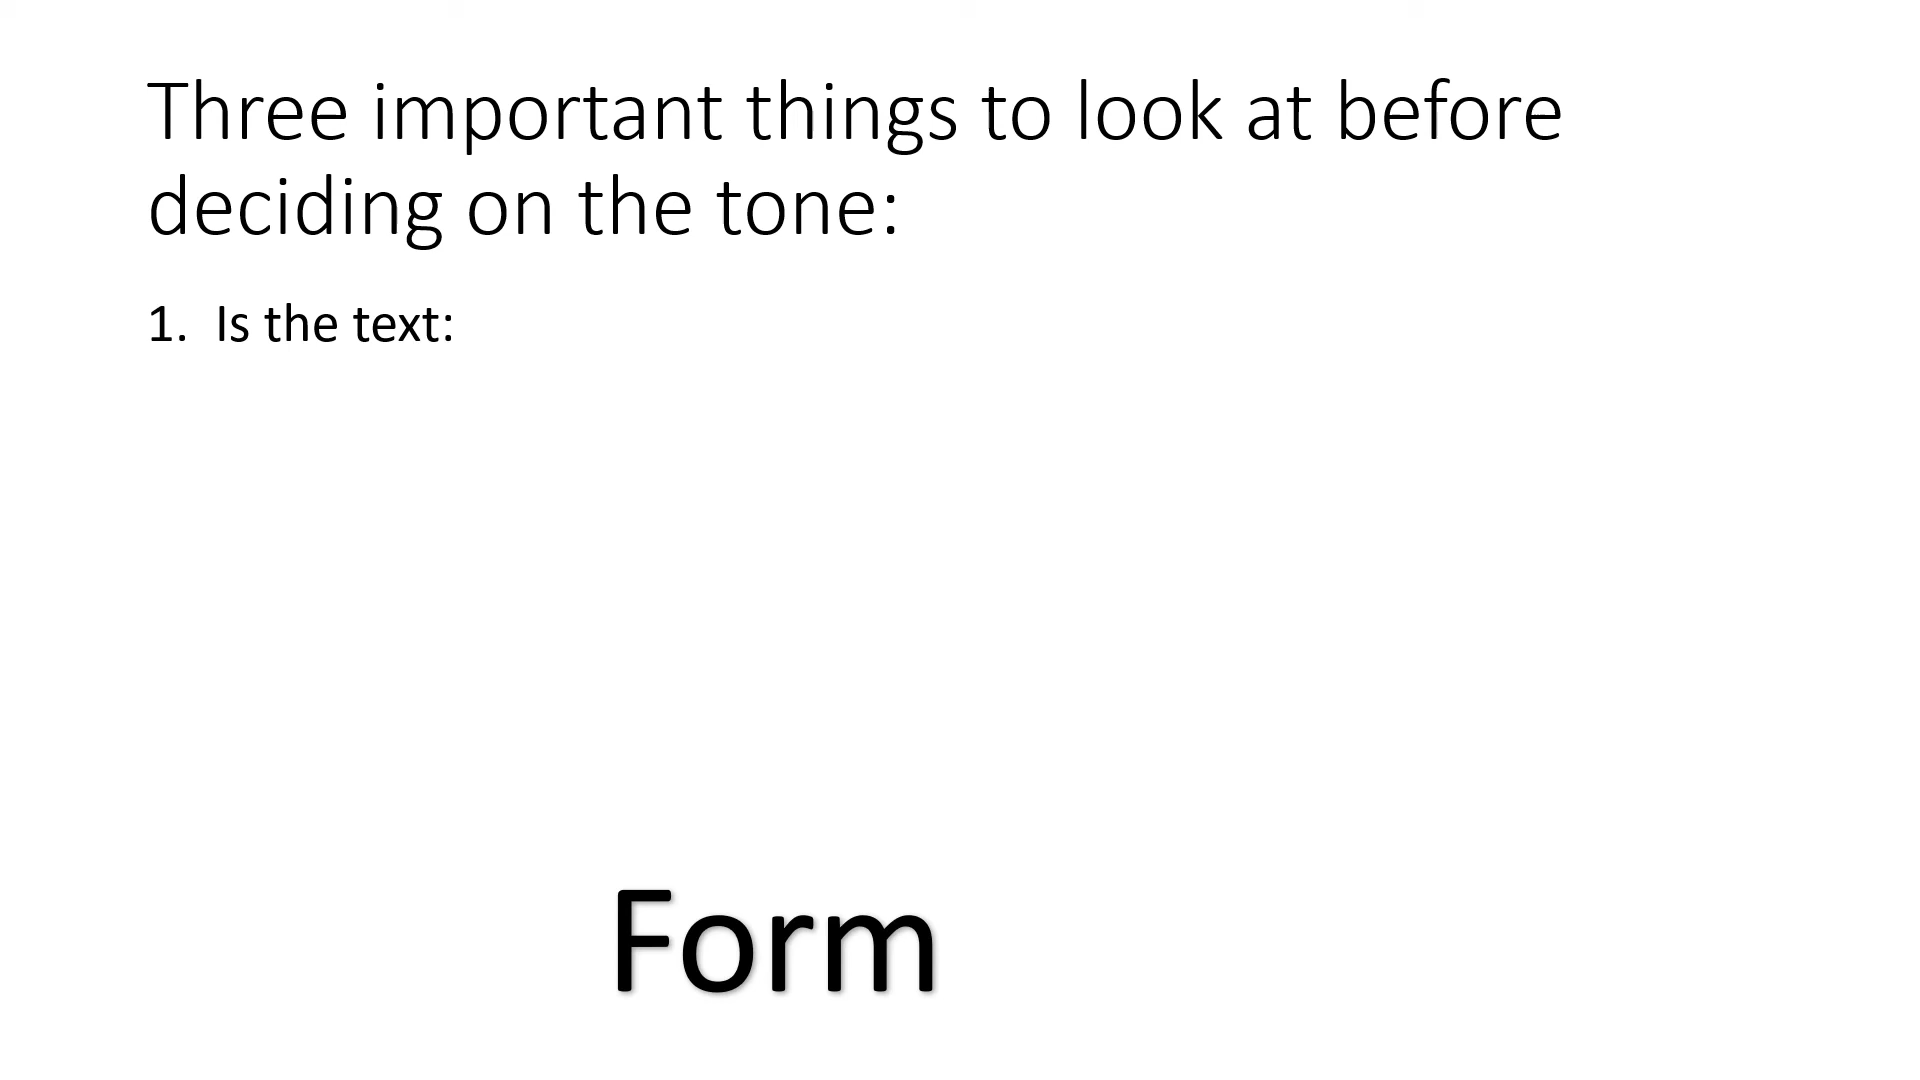 Three important things to look at before
deciding on the tone:
1. Is the text:
Form